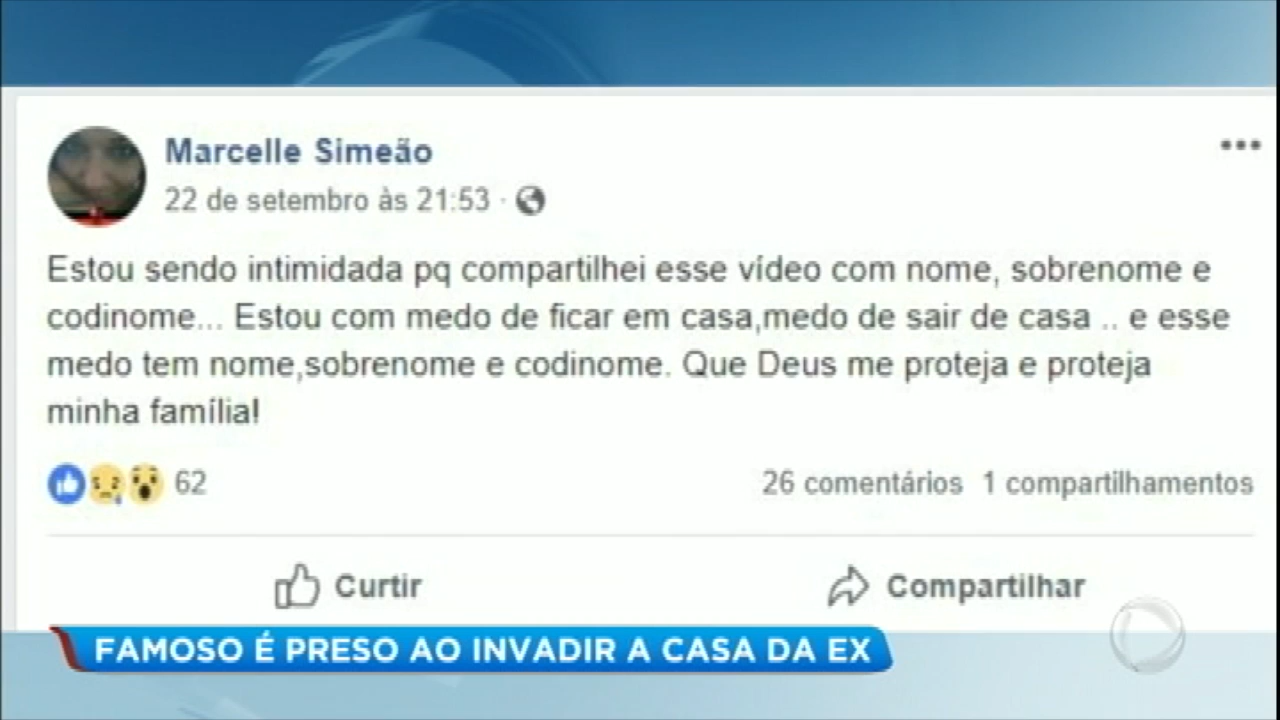 Marcelle Simeão
22 de setembro às 21:53 ·
Estou sendo intimidada pq compartilhei esse vídeo com nome, sobrenome e
codinome... Estou com medo de ficar em casa,medo de sair de casa .. e esse
medo tem nome,sobrenome e codinome. Que Deus me proteja e proteja
minha família!
62
26 comentários 1 compartilhamentos
Curtir
Compartilhar
FAMOSO É PRESO AO INVADIR A CASA DA EX